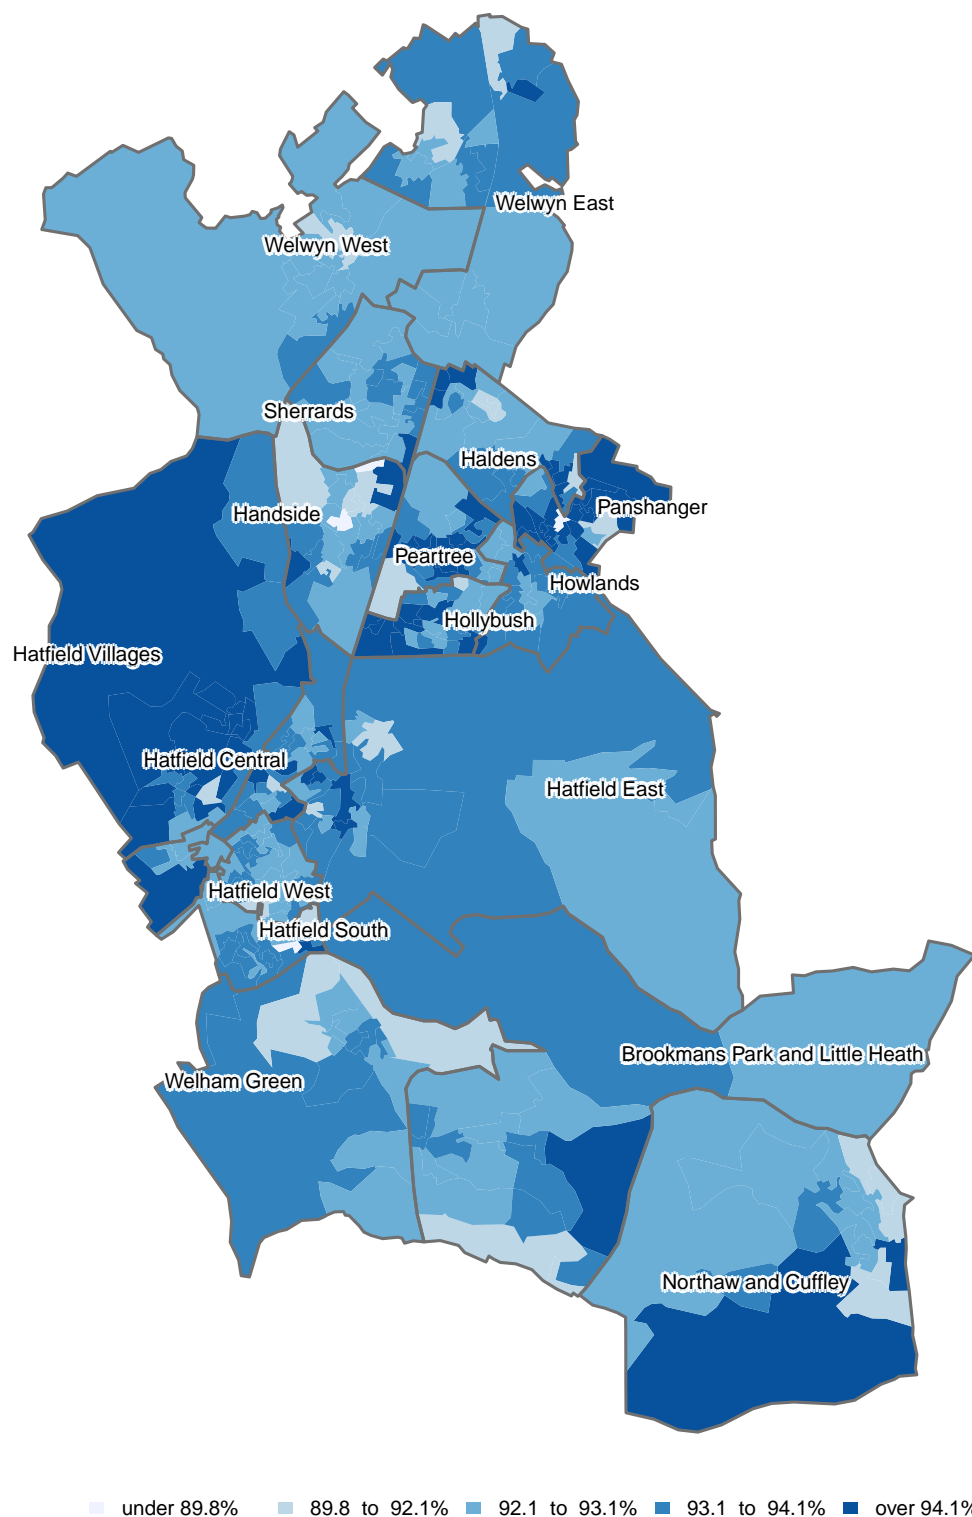 Welwyn East
Welwyn West
Sherrards
Haldens
Panshanger
Handside
Peartree
Howlands
Hollybush
Hatfield Villages
Hatfield Central
Hatfield East
Hatfield West
Hatfield South
Brookmans Park and Little Heath
Welham Green
Northaw and Cuffley
under 89.8% 89.8 to 92.1% 92.1 to 93.1% 93.1 to 94.1% over 94.1%